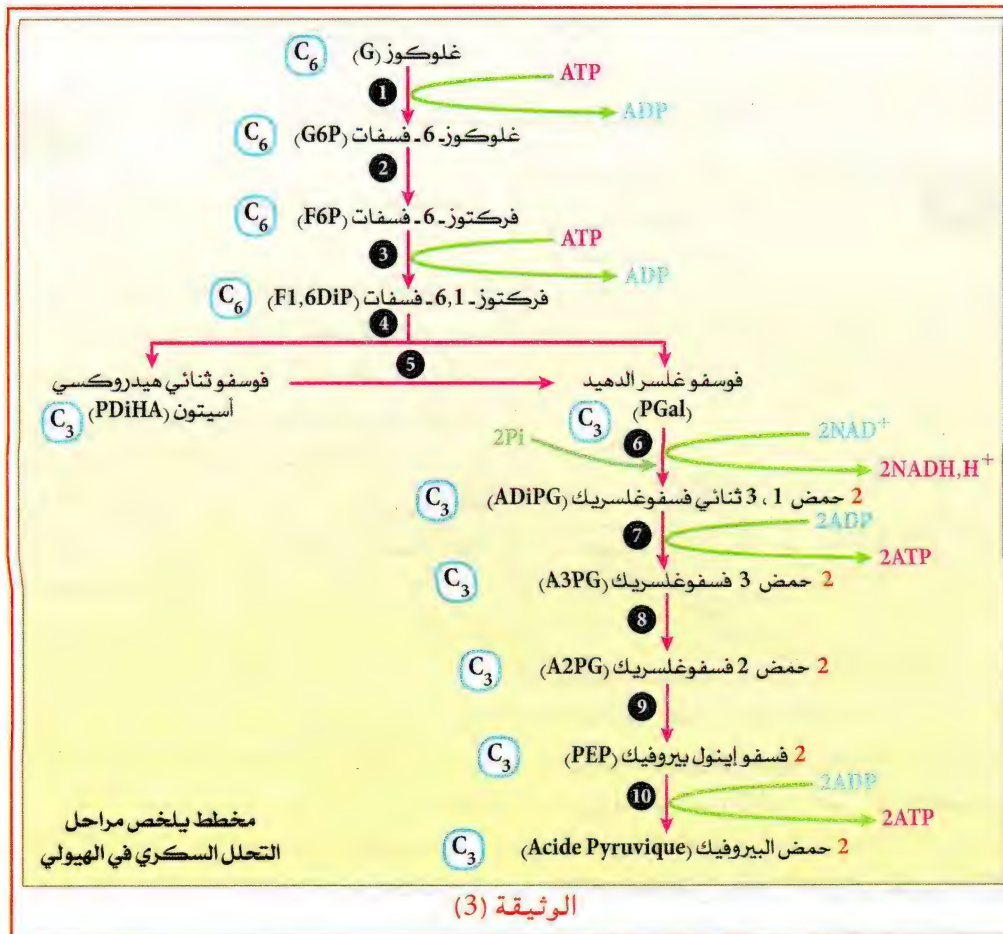 غلوكوز (G) C6
ATP
1
ADP
غلوكوز ـ 6 ـ فسفات (G6P) C6
2
فركتوز ـ 6 ـ فسفات (F6P) C6
ATP
3
ADP
فركتوز ـ 6,1 ـ فسفات (F1,6DiP) C6
4
5
فوسفو غلسر الدهيد
(PGal) C3
فوسفو ثنائي هيدروكسي
أسيتون (PDiHA) C3
6
2NAD+
2Pi
2NADH,H+
2 حمض 1 ، 3 ثنائي فسفوغلسريك (ADiPG) C3
2ADP
7
2ATP
2 حمض 3 فسفوغلسريك (A3PG) C3
8
2 حمض 2 فسفوغلسريك (A2PG) C3
9
2 فسفو إينول بيروفيك (PEP) C3
2ADP
10
2ATP
2 حمض البيروفيك (Acide Pyruvique) C3
مخطط يلخص مراحل
التحلل السكري في الهيولي
الوثيقة (3)